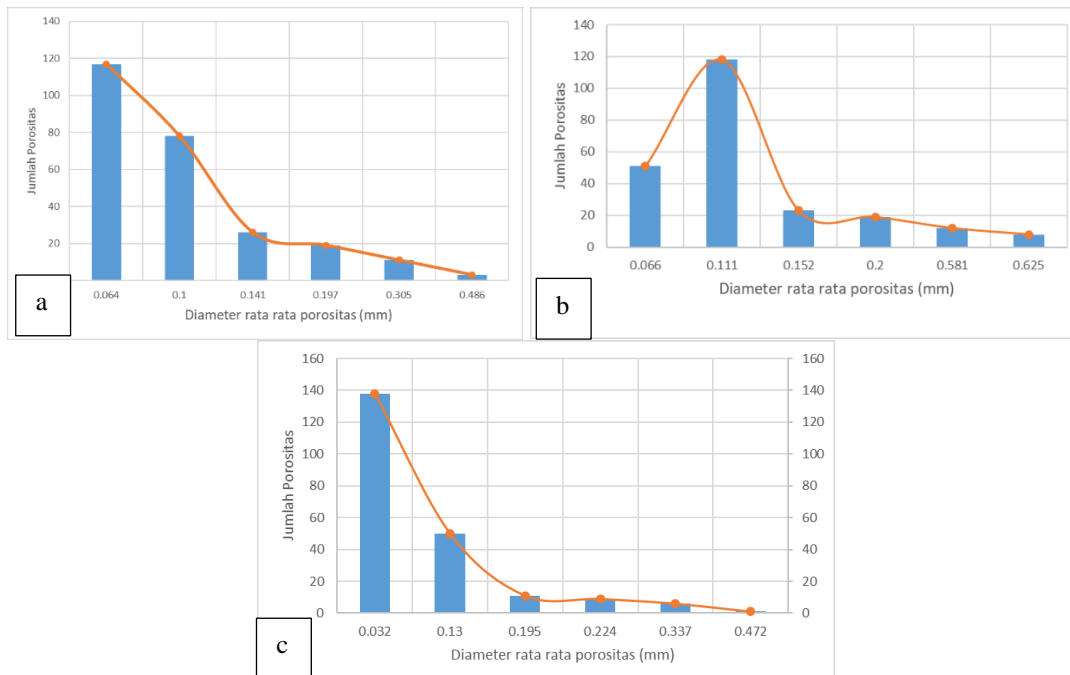 140
120
100
80
60
40
20
Jumlah Porositas
0.064 0.1 0.141 0.197 0.305 0.486
Diameter rata rata porositas (mm)
a
140
120
100
80
60
40
20
0
Jumlah Porositas
0.066 0.111 0.152 0.2 0.581 0.625
Diameter rata rata porositas (mm)
b
160 160
140 140
120 120
100 100
80 80
60 60
40 40
20 20
0 0
Jumlah Porositas
0.032 0.13 0.195 0.224 0.337 0.472
Diameter rata rata porositas (mm)
c